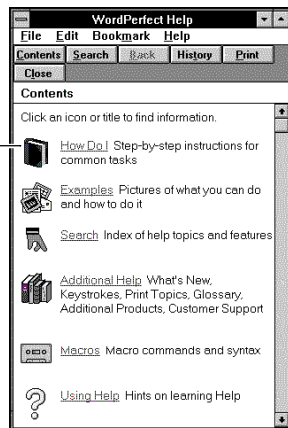 WordPerfect Help
File Edit Bookmark Help
Contents Search Back History Print
Close
Contents
Click an icon or title to find information.
How Do I Step-by-step instructions for
common tasks
Examples Pictures of what you can do
and how to do it
Search Index of help topics and features
Additional Help What's New,
Keystrokes, Print Topics, Glossary,
Additional Products, Customer Support
Macros Macro commands and syntax
Using Help Hints on learning Help